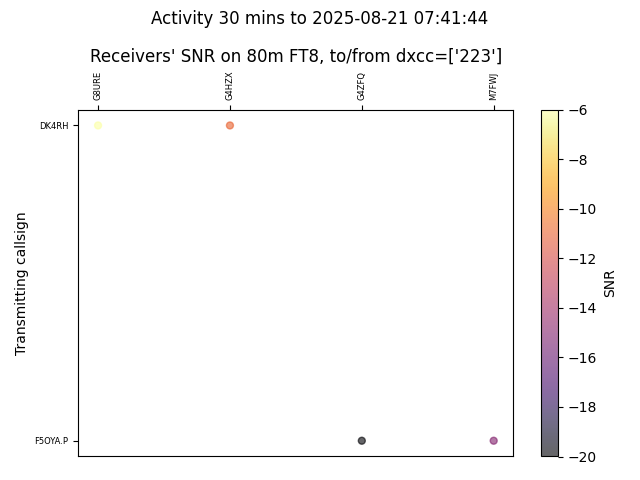 Activity 30 mins to 2025-08-21 07:41:44
Receivers' SNR on 80m FT8, to/from dxcc=['223']
G8URE
G4HZX
G4ZFQ
M7FWJ
DK4RH
F5OYA.P
Transmitting callsign
−6
−8
−10
−12
−14
−16
−18
−20
SNR